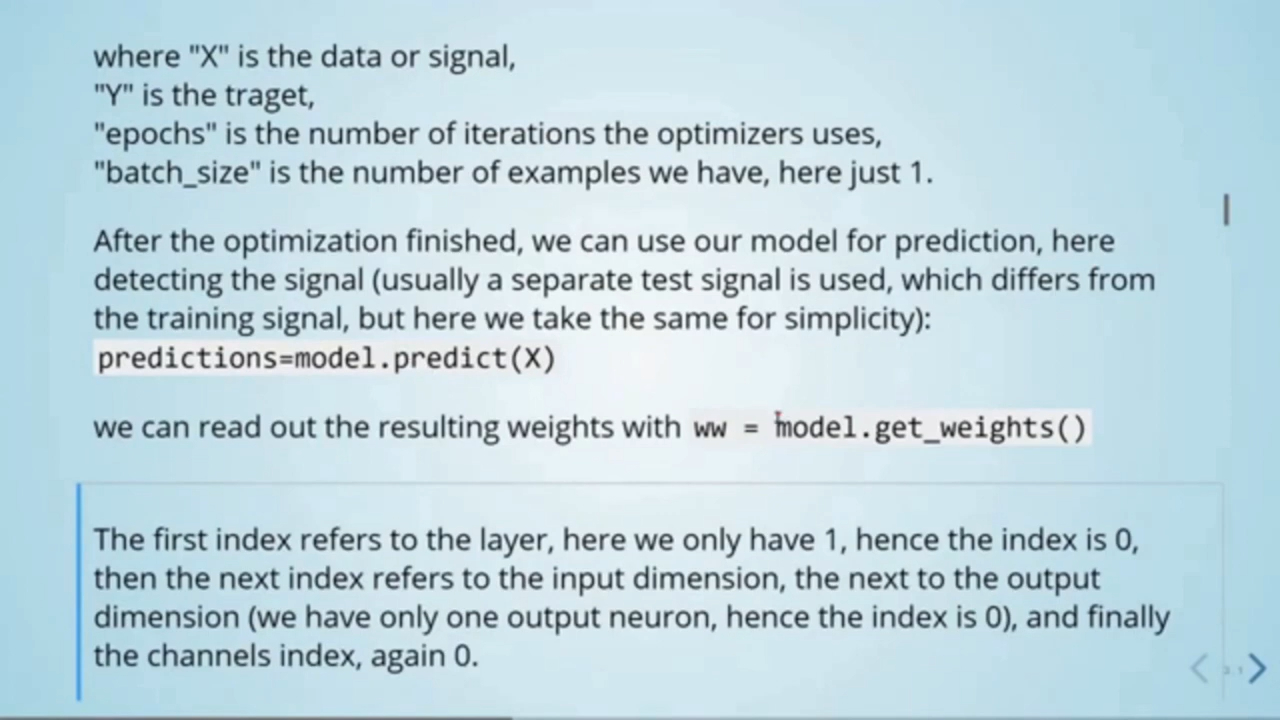 where "X" is the data or signal,
"Y" is the traget,
"epochs" is the number of iterations the optimizers uses,
"batch_size" is the number of examples we have, here just 1.
After the optimization finished, we can use our model for prediction, here
detecting the signal (usually a separate test signal is used, which differs from
the training signal, but here we take the same for simplicity):
predictions=model.predict(X)
we can read out the resulting weights with ww = model.get_weights()
The first index refers to the layer, here we only have 1, hence the index is 0,
then the next index refers to the input dimension, the next to the output
dimension (we have only one output neuron, hence the index is 0), and finally
the channels index, again 0.